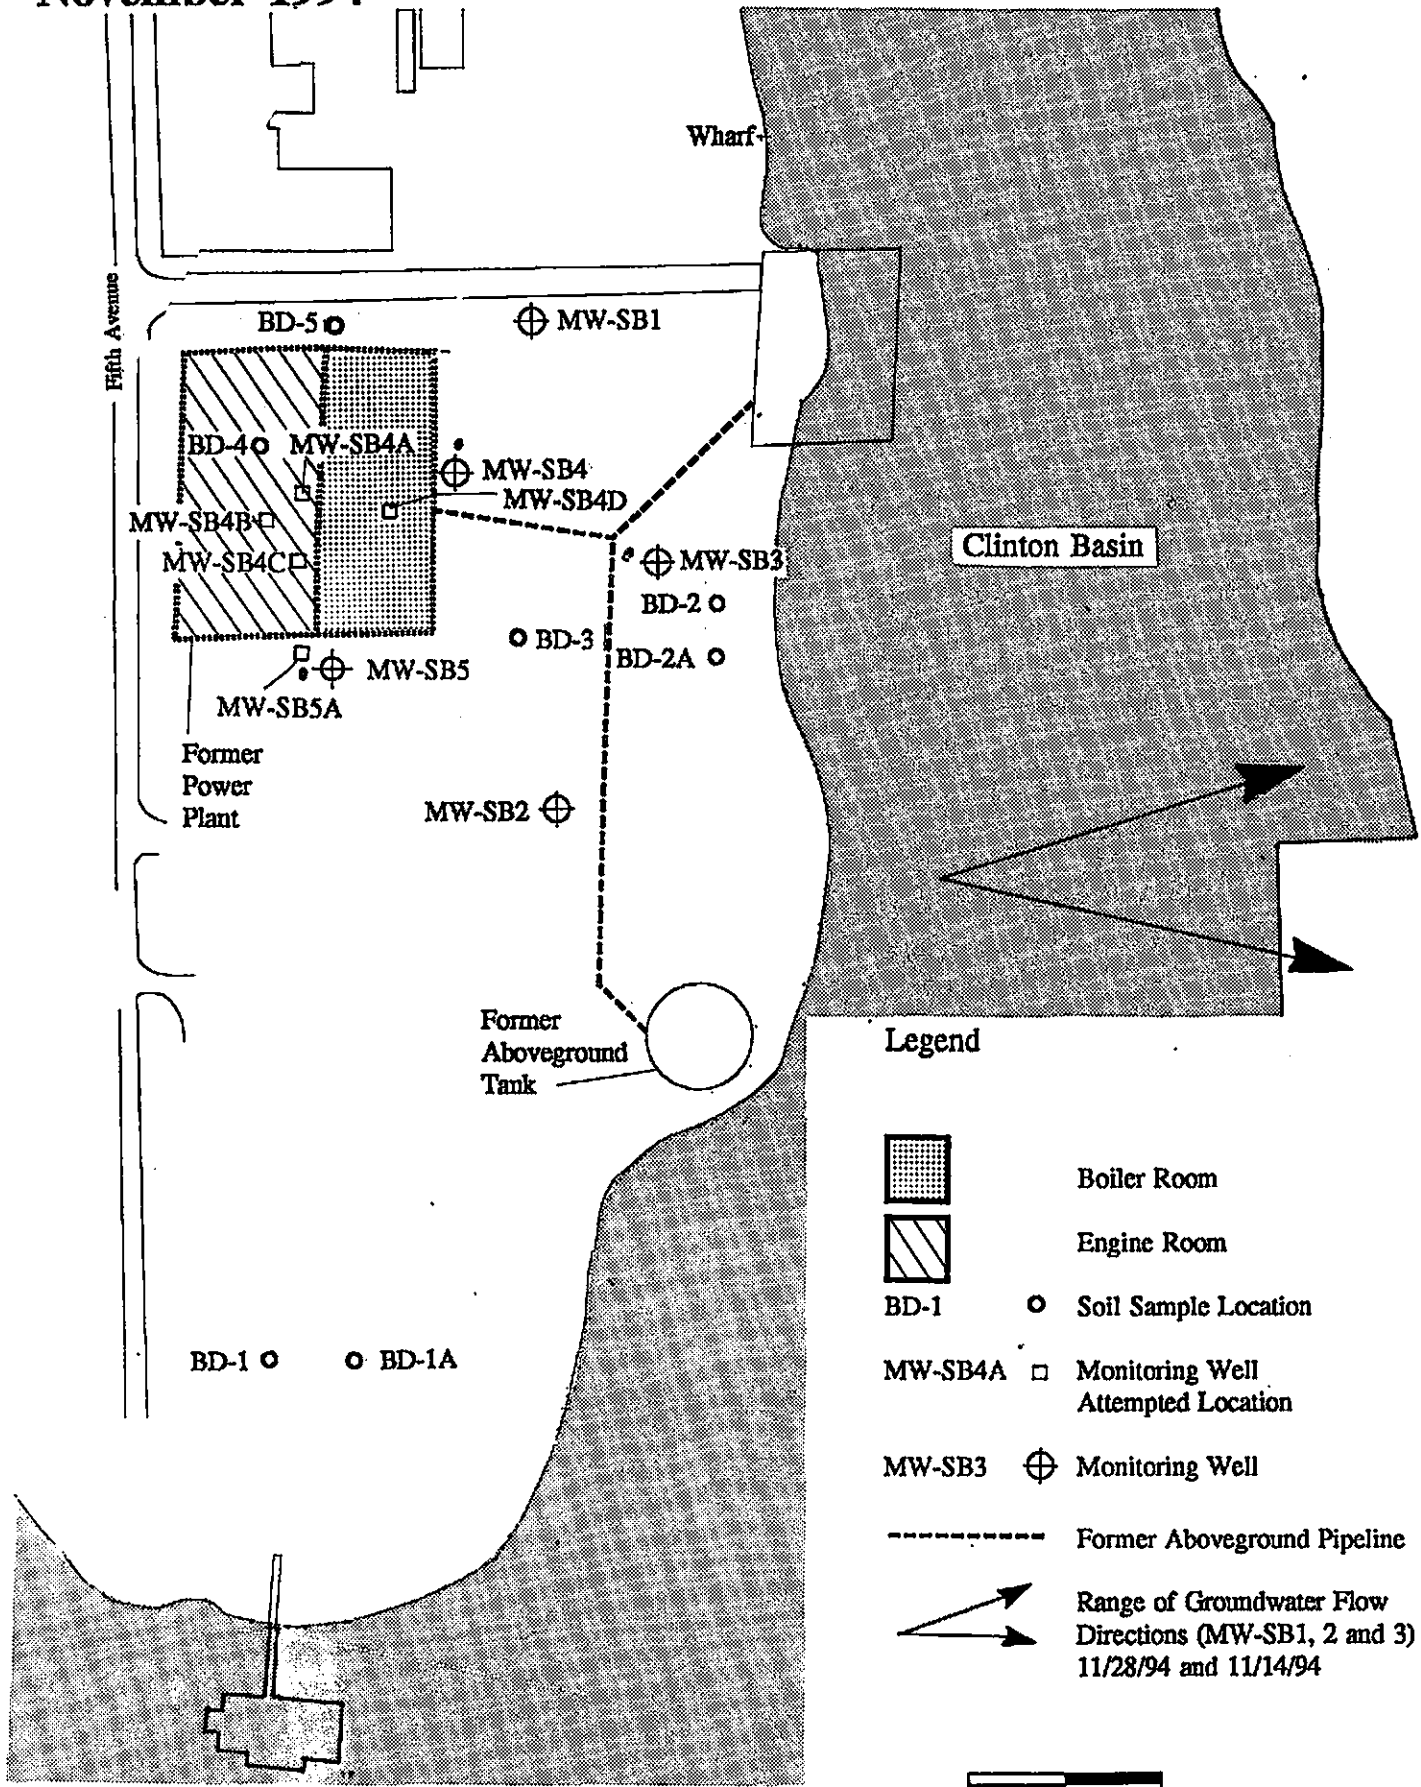 November 1994
Wharf
Fifth Avenue
BD-5
MW-SB1
BD-4
MW-SB4A
MW-SB4
MW-SB4D
MW-SB4B
MW-SB4C
Clinton Basin
MW-SB3
BD-2
BD-3
BD-2A
MW-SB5
MW-SB5A
Former
Power
Plant
MW-SB2
Former
Aboveground
Tank
Legend
Boiler Room
Engine Room
BD-1
Soil Sample Location
MW-SB4A
Monitoring Well
Attempted Location
MW-SB3
Monitoring Well
Former Aboveground Pipeline
Range of Groundwater Flow
Directions (MW-SB1, 2 and 3)
11/28/94 and 11/14/94
BD-1
BD-1A